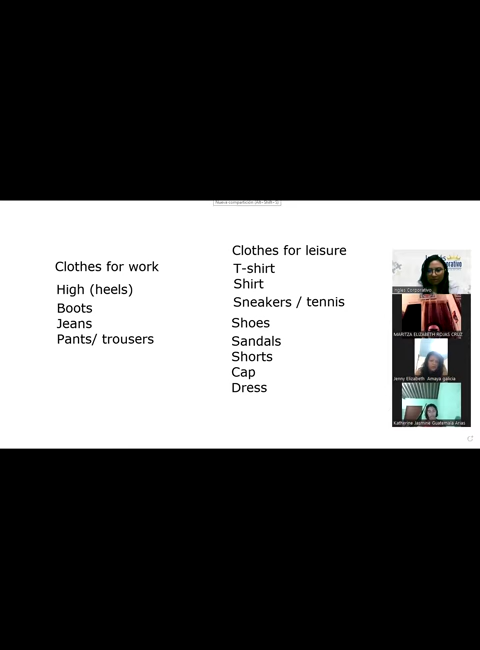 Clothes for work
High (heels)
Boots
Jeans
Pants/ trousers
Clothes for leisure
T-shirt
Shirt
Sneakers / tennis
Shoes
Sandals
Shorts
Cap
Dress
Inglés Corporativo
MARITZA ELIZABETH ROJAS CRUZ
Jenny Elizabeth Amaya galicia
Katherine Jazmine Guatemala Arias